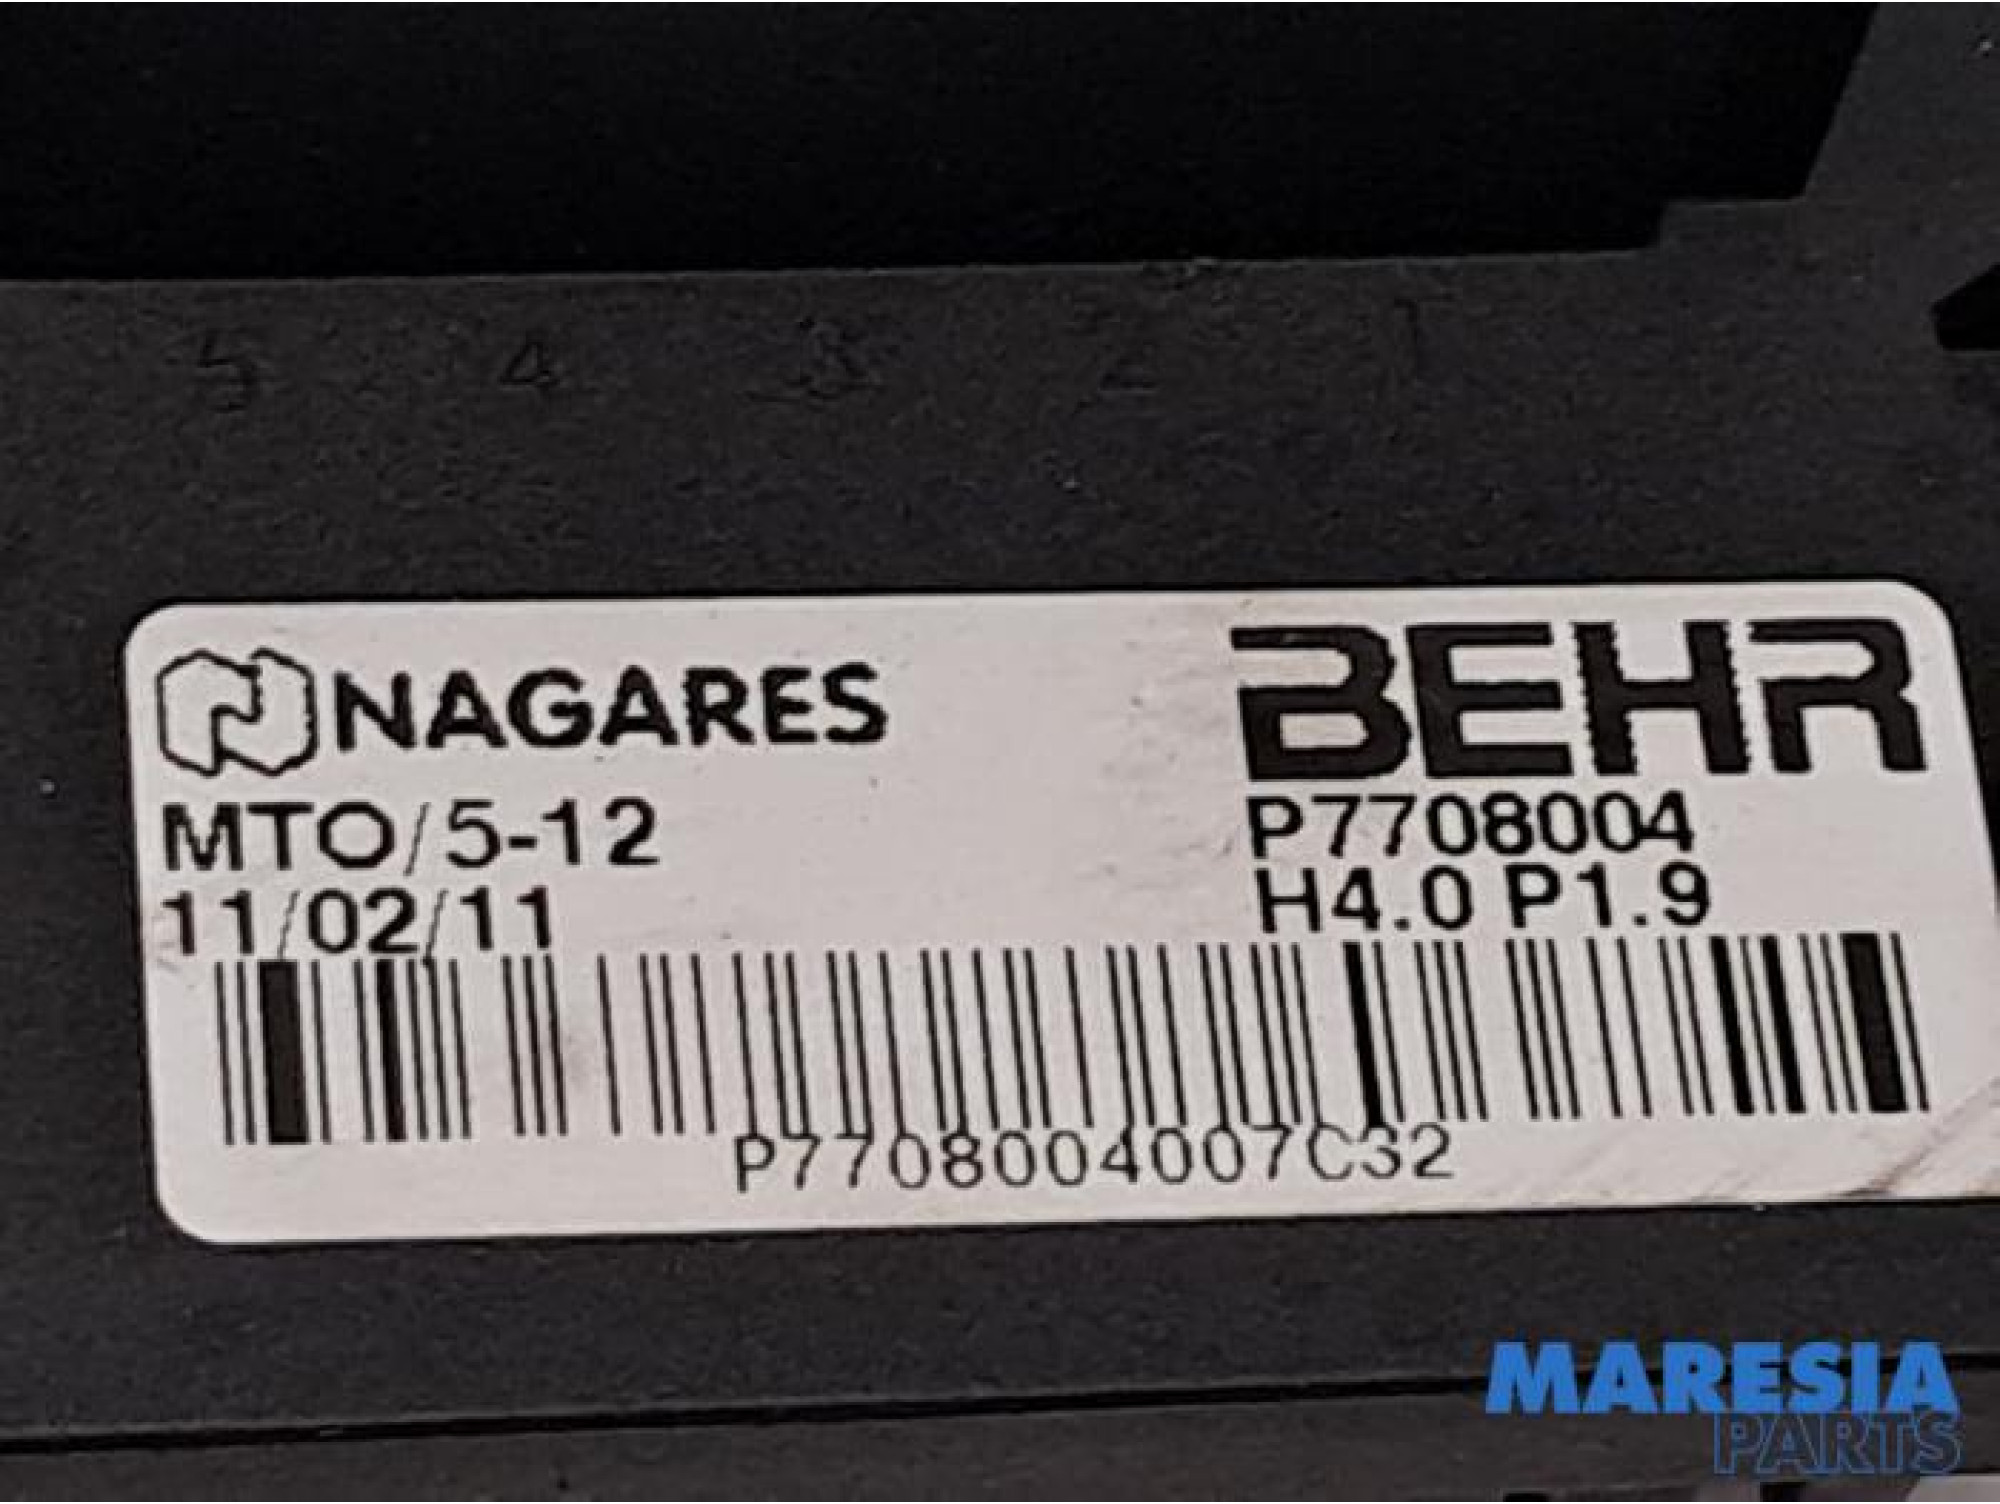 5 4 3 2 1
NAGARES BEHR
MTO/5-12 P7708004
11/02/11 H4.0 P1.9
P7708004007C32
MARESIA
PARTS